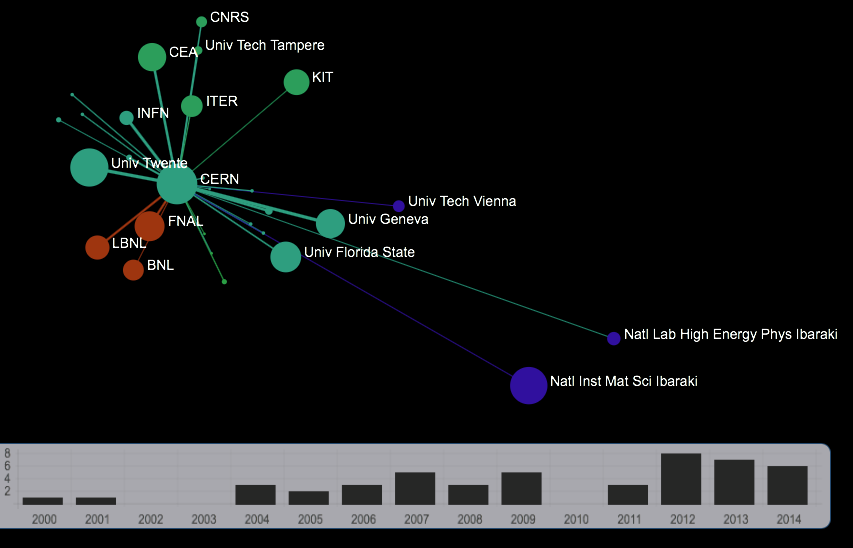 CNRS
Univ Tech Tampere
CEA
KIT
ITER
INFN
Univ Twente
CERN
Univ Tech Vienna
FNAL
Univ Geneva
LBNL
Univ Florida State
BNL
Natl Lab High Energy Phys Ibaraki
Natl Inst Mat Sci Ibaraki
8
6
4
2
2000 2001 2002 2003 2004 2005 2006 2007 2008 2009 2010 2011 2012 2013 2014